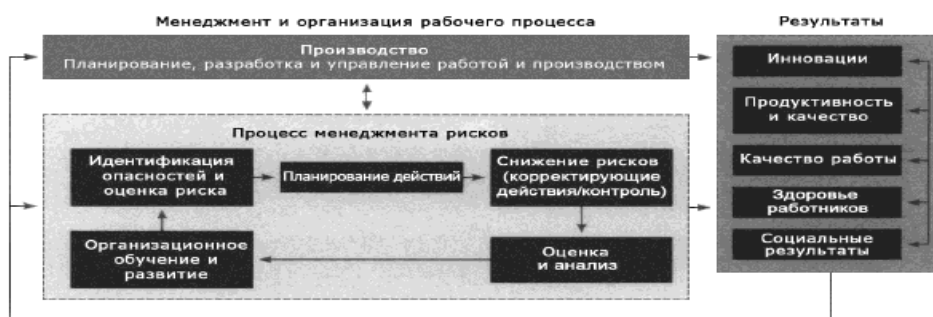 Менеджмент и организация рабочего процесса
Производство
Планирование, разработка и управление работой и производством
Процесс менеджмента рисков
Идентификация
опасностей и
оценка риска
Планирование действий
Снижение рисков
(корректирующие
действия/контроль)
Организационное
обучение и
развитие
Оценка
и анализ
Результаты
Инновации
Продуктивность
и качество
Качество работы
Здоровье
работников
Социальные
результаты